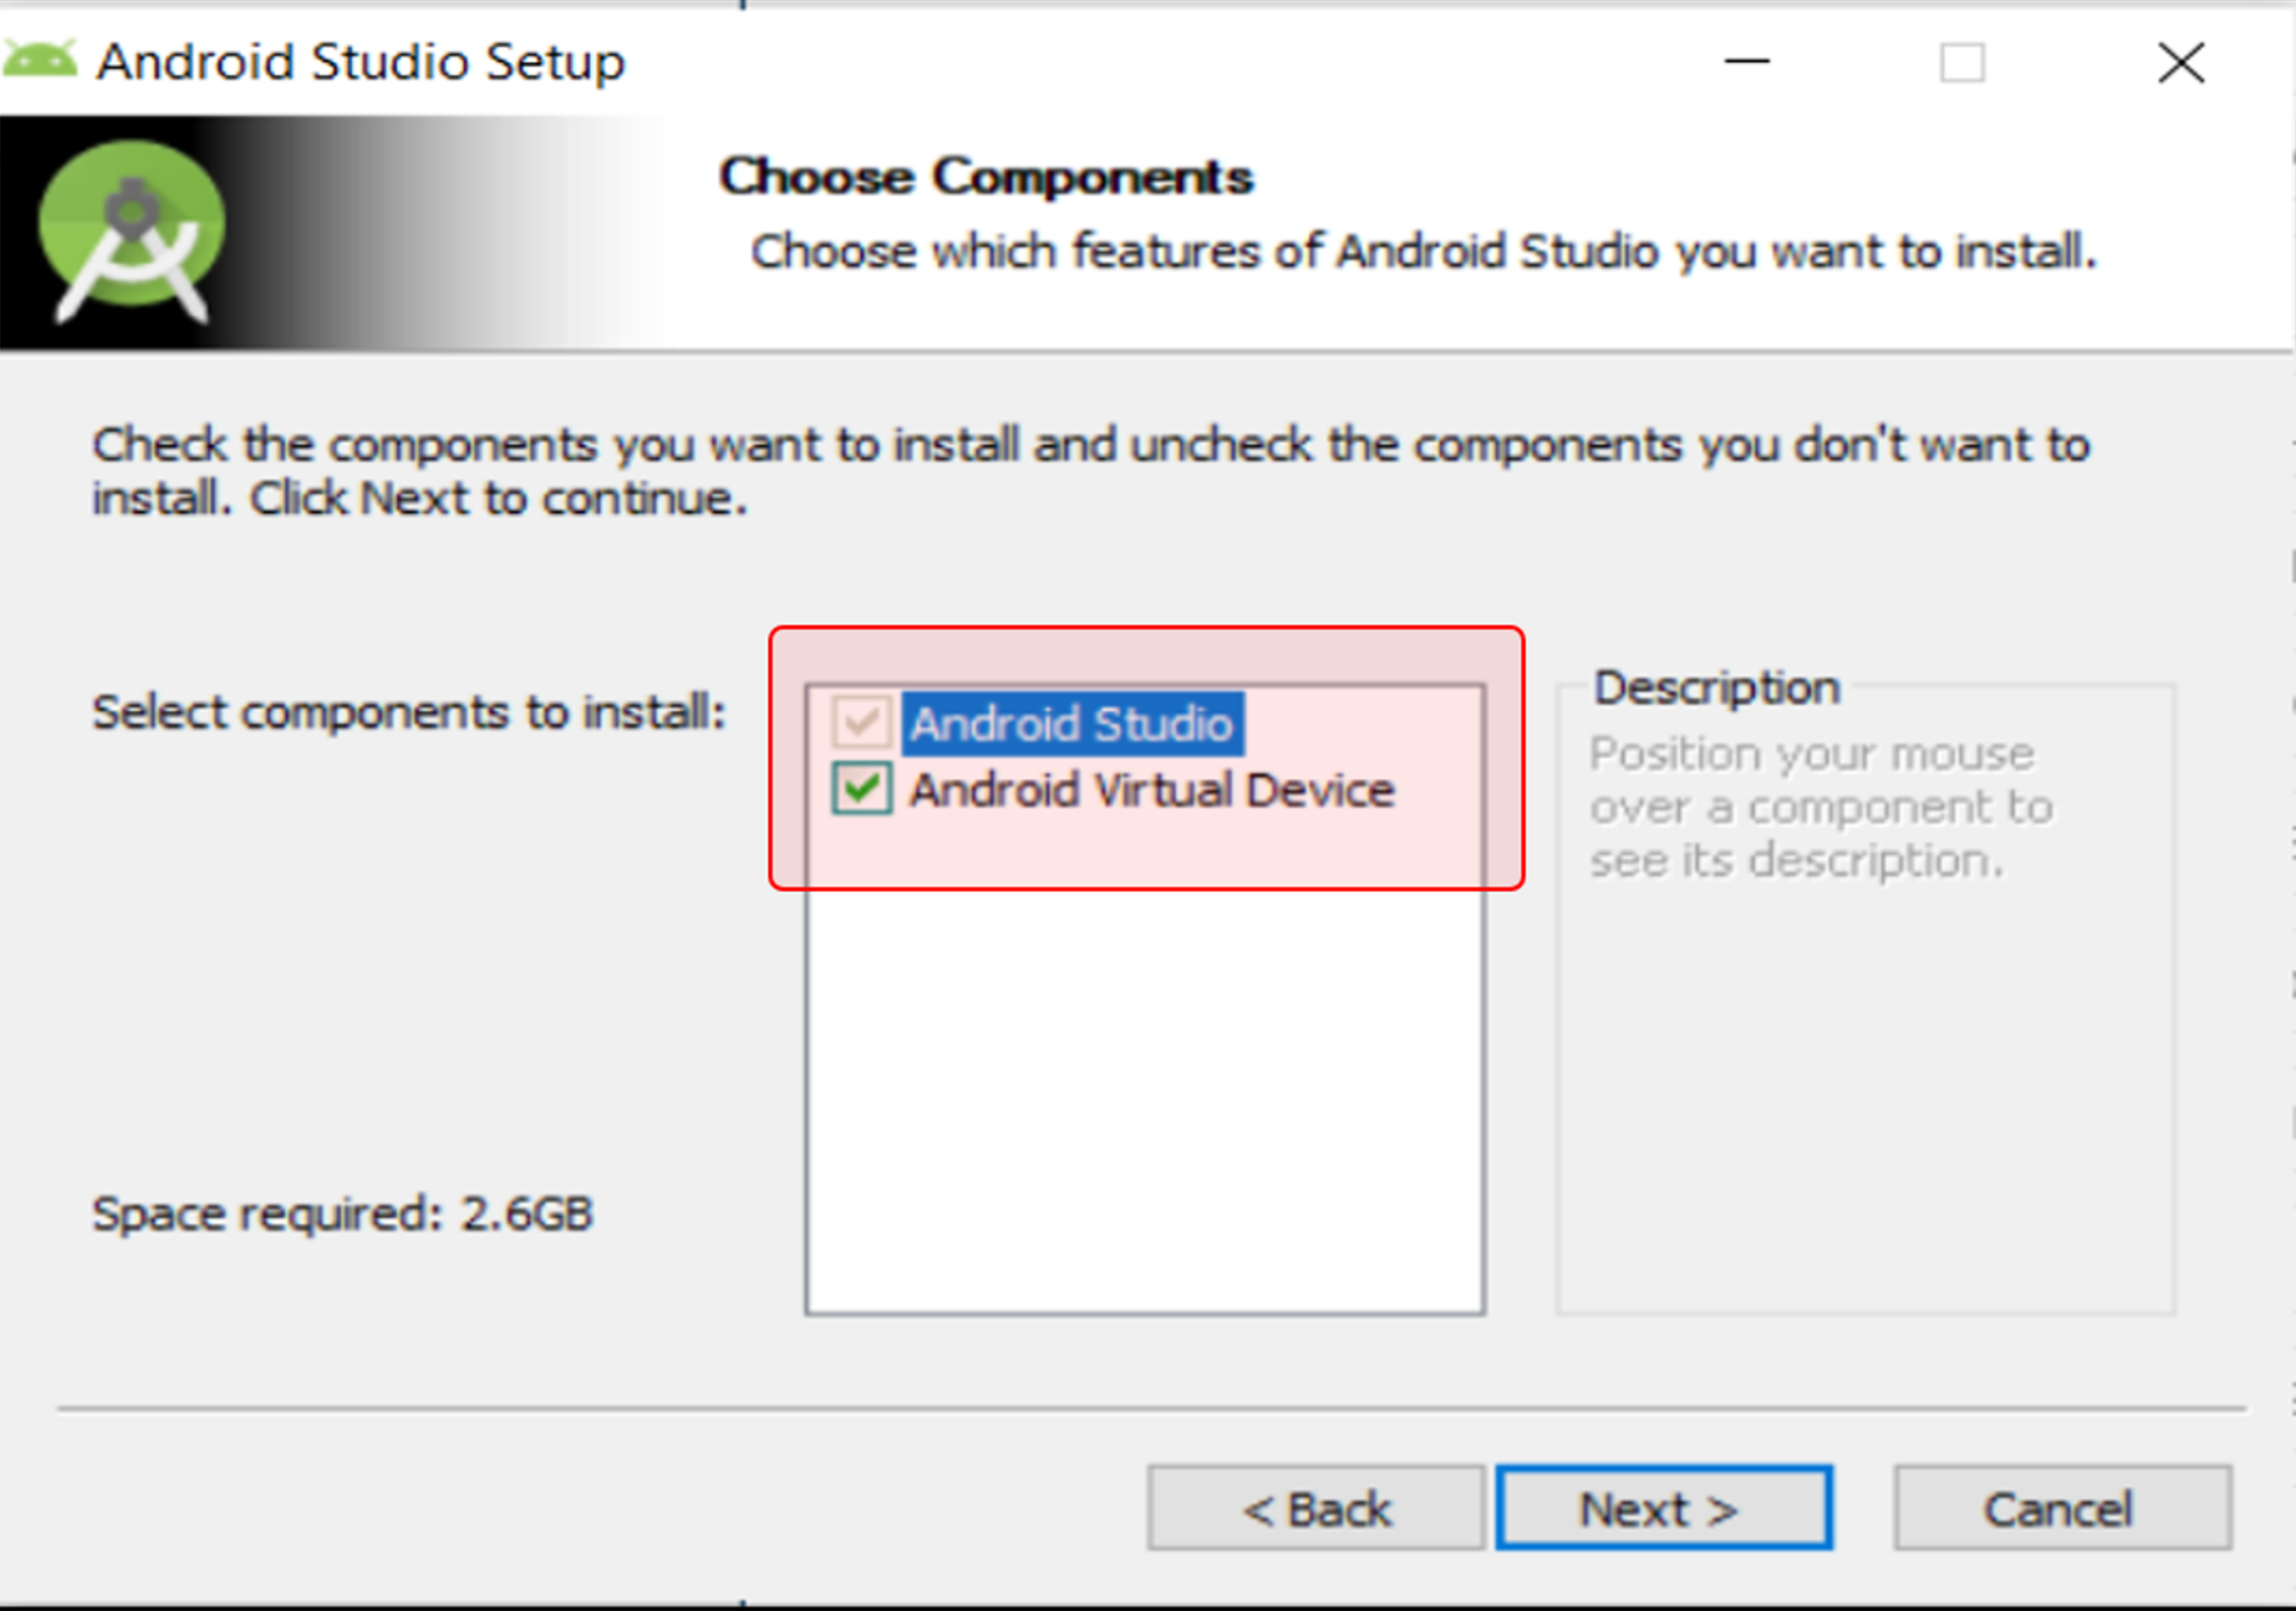 Android Studio Setup
Choose Components
Choose which features of Android Studio you want to install.
Check the components you want to install and uncheck the components you don't want to
install. Click Next to continue.
Select components to install:
Android Studio
Android Virtual Device
Description
Position your mouse
over a component to
see its description.
Space required: 2.6GB
< Back
Next >
Cancel